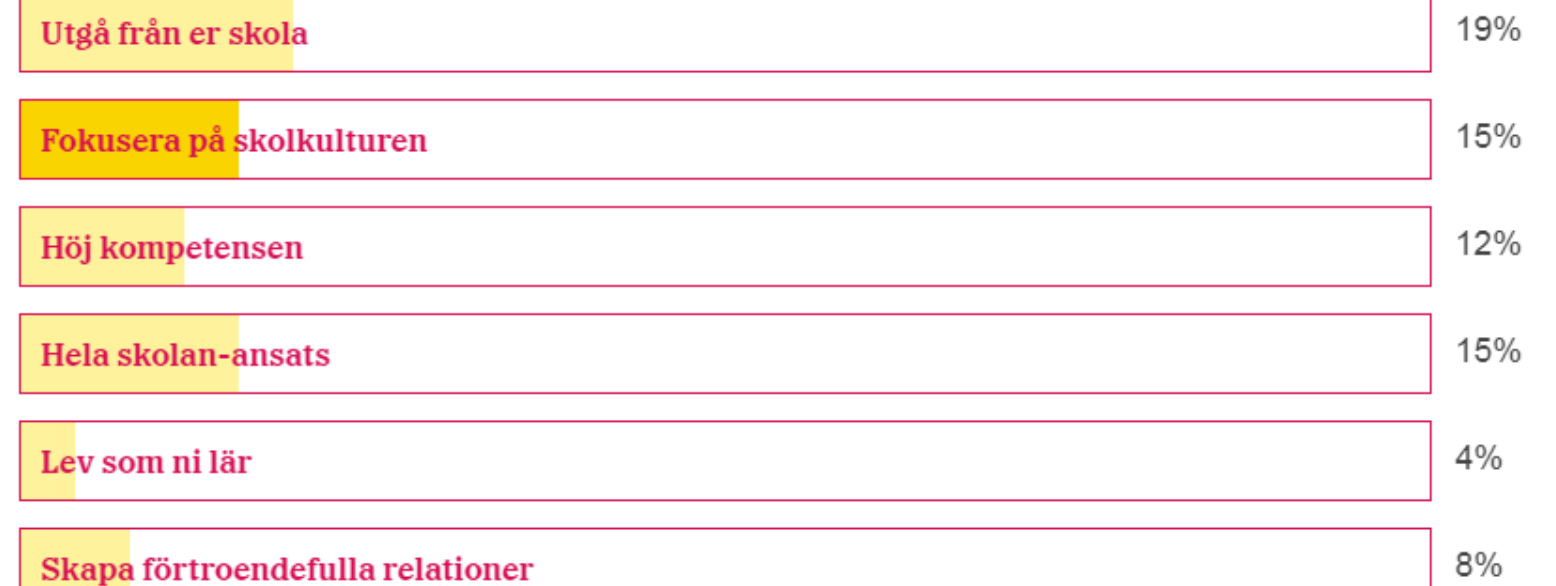 Utgå från er skola 19%
Fokusera på skolkulturen 15%
Höj kompetensen 12%
Hela skolan-ansats 15%
Lev som ni lär 4%
Skapa förtroendefulla relationer 8%